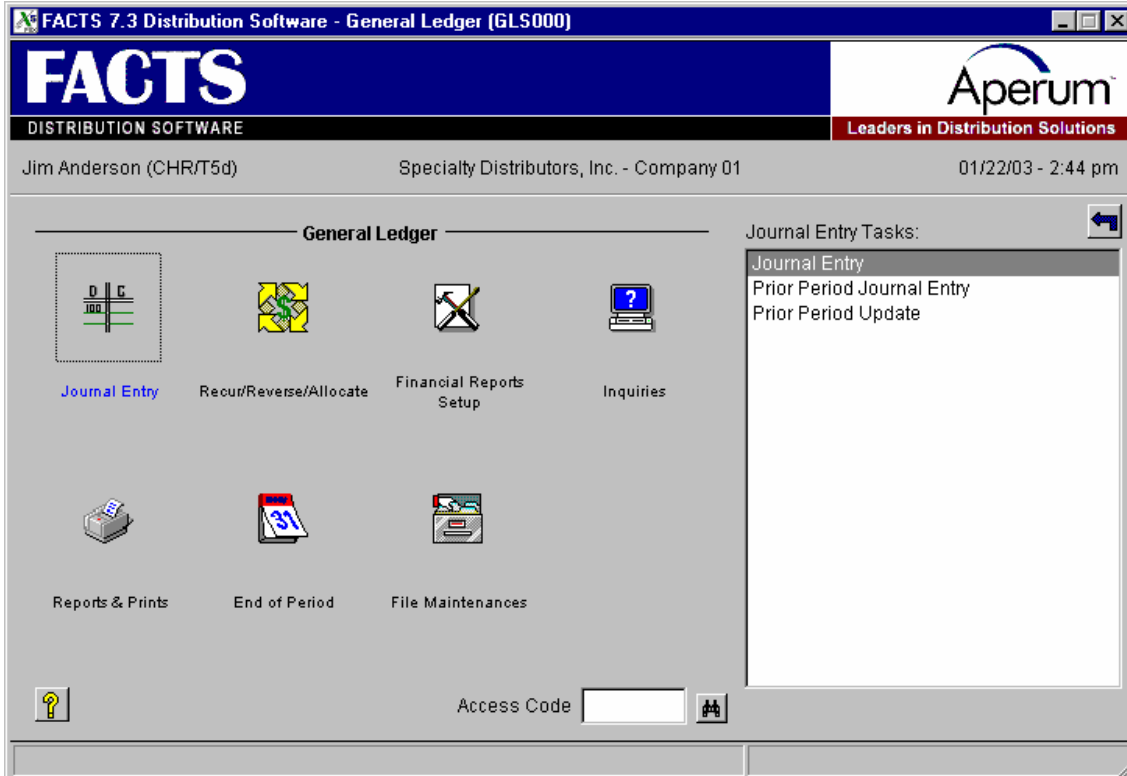 FACTS 7.3 Distribution Software - General Ledger (GLS000)
FACTS
DISTRIBUTION SOFTWARE
Aperum
Leaders in Distribution Solutions
Jim Anderson (CHR/T5d) Specialty Distributors, Inc. - Company 01 01/22/03 - 2:44 pm
General Ledger
D C
100
Journal Entry
Recur/Reverse/Allocate
Financial Reports
Setup
?
Inquiries
Reports & Prints
31
End of Period
File Maintenances
Journal Entry Tasks:
Journal Entry
Prior Period Journal Entry
Prior Period Update
?
Access Code